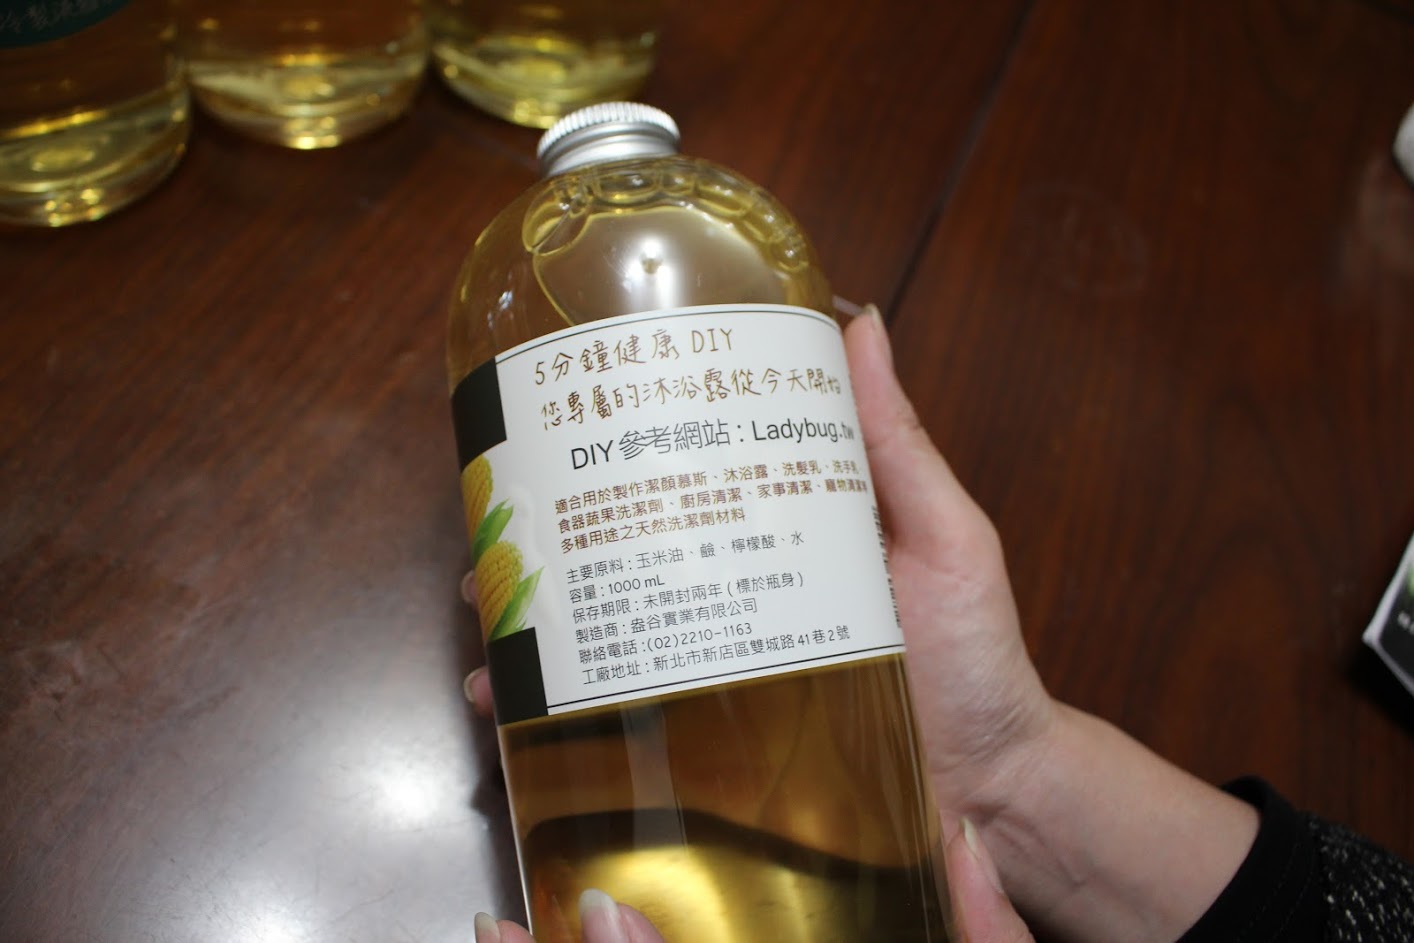 5分鐘健康 DIY
您專屬的沐浴露從今天開始
DIY 參考網站 : Ladybug.tw
適合用於製作潔顏慕斯、沐浴露、洗髮乳、洗手乳、
食器蔬果洗潔劑、廚房清潔、家事清潔、寵物清潔等
多種用途之天然洗潔劑材料
主要原料 : 玉米油、鹼、檸檬酸、水
容量 : 1000 mL
保存期限 : 未開封兩年 ( 標於瓶身 )
製造商 : 盎谷實業有限公司
聯絡電話 :(02)2210-1163
工廠地址 : 新北市新店區雙城路 41 巷 2 號